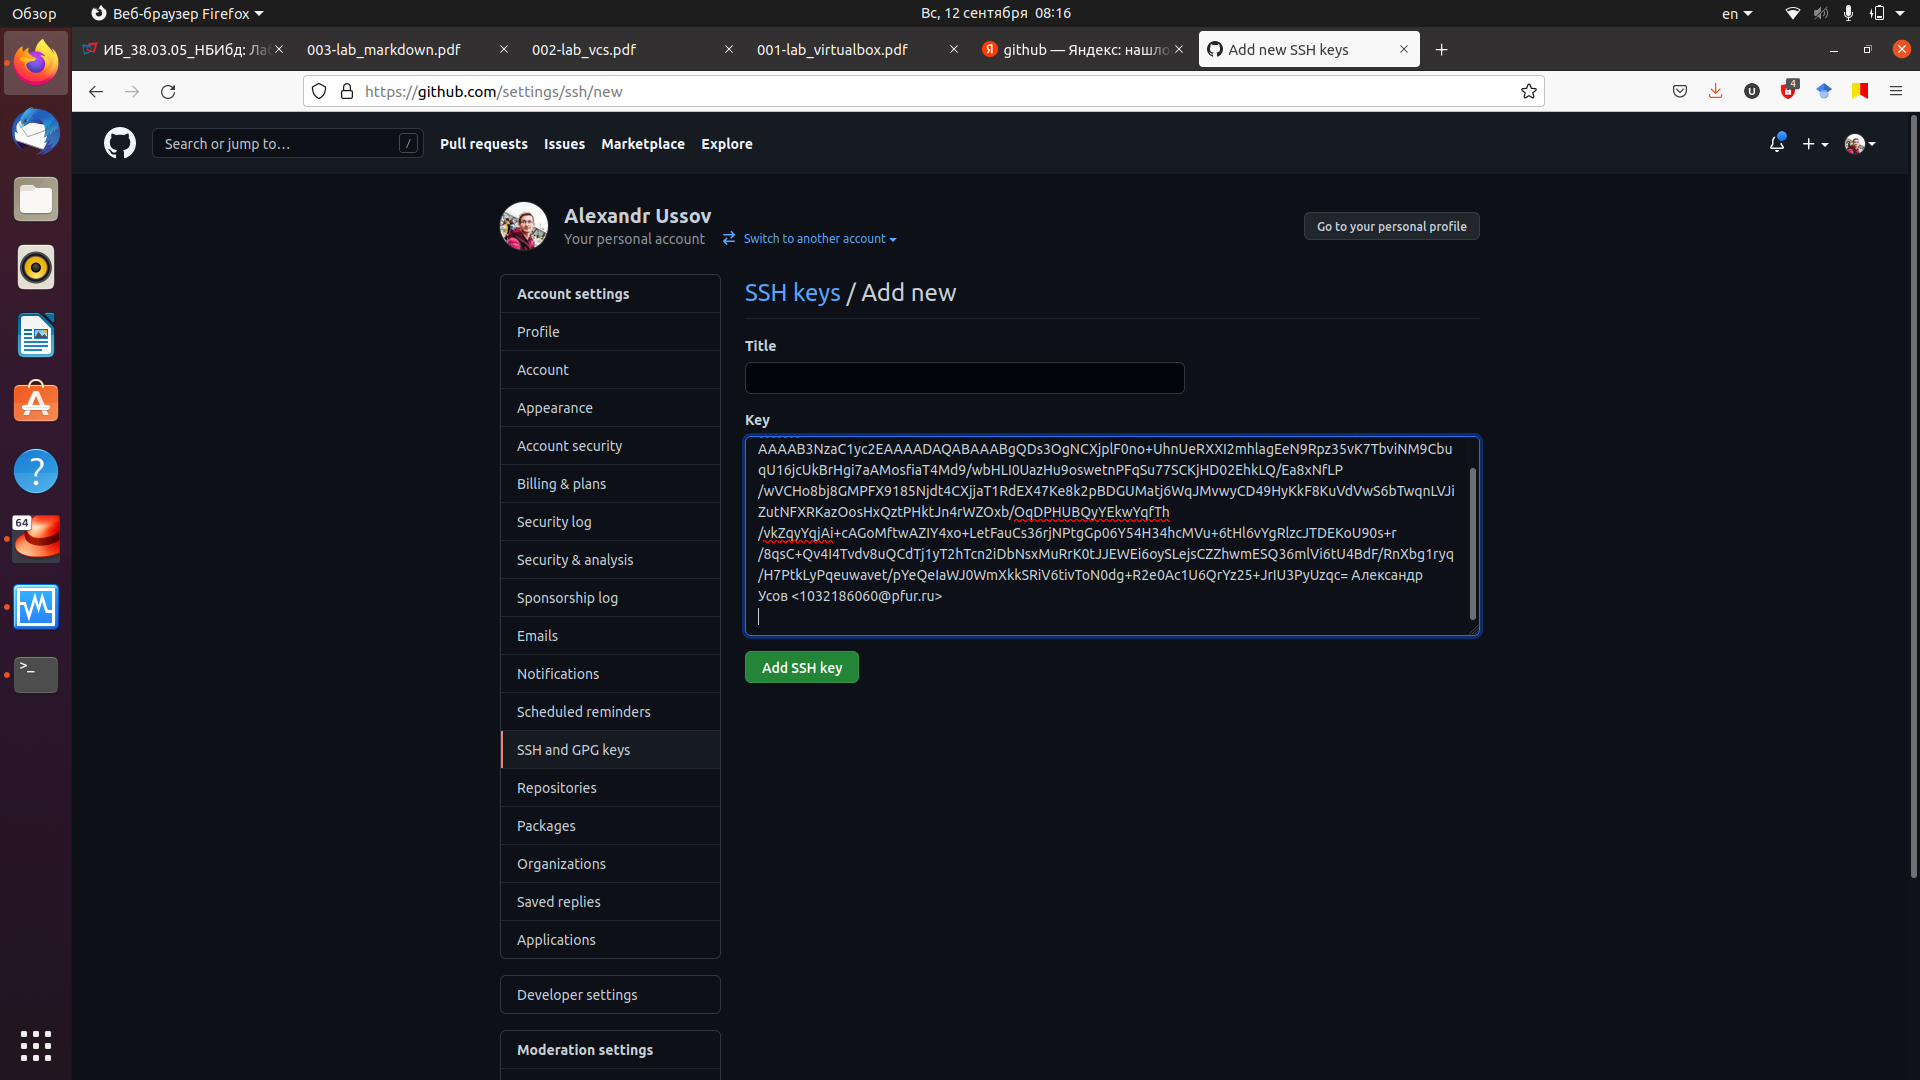 Обзор
Веб-браузер Firefox
Вс, 12 сентября 08:16
en
ИБ_38.03.05_НБИбд: Ла
003-lab_markdown.pdf
002-lab_vcs.pdf
001-lab_virtualbox.pdf
github — Яндекс: нашло
Add new SSH keys
https://github.com/settings/ssh/new
4
Search or jump to…
/
Pull requests
Issues
Marketplace
Explore
Alexandr Ussov
Your personal account
Switch to another account
Go to your personal profile
Account settings
Profile
Account
Appearance
Account security
Billing & plans
Security log
Security & analysis
Sponsorship log
Emails
Notifications
Scheduled reminders
SSH and GPG keys
Repositories
Packages
Organizations
Saved replies
Applications
Developer settings
Moderation settings
SSH keys / Add new
Title
Key
AAAAB3NzaC1yc2EAAAADAQABAAABgQDs3OgNCXjplF0no+UhnUeRXXI2mhlagEeN9Rpz35vK7TbviNM9Cbu
qU16jcUkBrHgi7aAMosfiaT4Md9/wbHLI0UazHu9oswetnPFqSu77SCKjHD02EhkLQ/Ea8xNfLP
/wVCHo8bj8GMPFX9185Njdt4CXjjaT1RdEX47Ke8k2pBDGUMatj6WqJMvwyCD49HyKkF8KuVdVwS6bTwqnLVJi
ZutNFXRKazOosHxQztPHktJn4rWZOxb/OqDPHUBQyYEkwYqfTh
/vkZqyYqjAi+cAGoMftwAZIY4xo+LetFauCs36rjNPtgGp06Y54H34hcMVu+6tHl6vYgRlzcJTDEKoU90s+r
/8qsC+Qv4I4Tvdv8uQCdTj1yT2hTcn2iDbNsxMuRrK0tJJEWEi6oySLejsCZZhwmESQ36mlVi6tU4BdF/RnXbg1ryq
/H7PtkLyPqeuwavet/pYeQeIaWJ0WmXkkSRiV6tivToN0dg+R2e0Ac1U6QrYz25+JrIU3PyUzqc= Александр
Усов <1032186060@pfur.ru>
Add SSH key
64